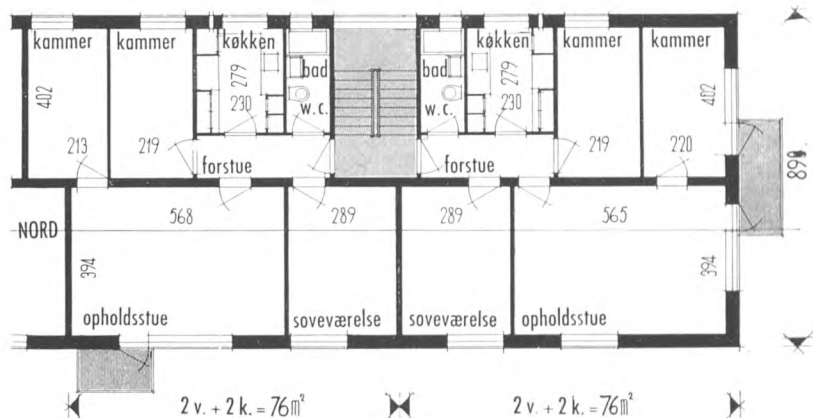 kammer kammer køkken bad bad køkken kammer kammer
402 279 279 402
230 w.c. w.c. 230
213 219 219 220
forstue forstue
568 289 289 565
NORD
394 394
opholdsstue soveværelse soveværelse opholdsstue
2 v. + 2 k. = 76 m² 2 v. + 2 k. = 76 m²